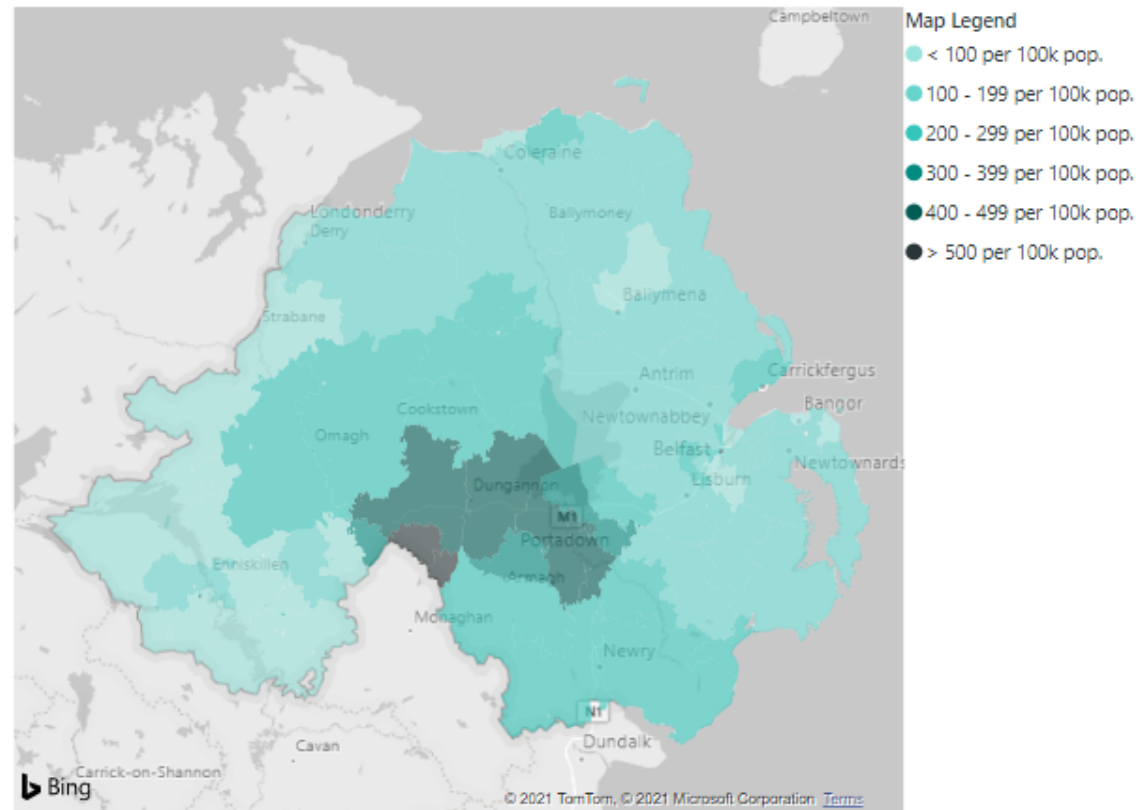 Campbeltown
Map Legend
< 100 per 100k pop.
100 - 199 per 100k pop.
200 - 299 per 100k pop.
300 - 399 per 100k pop.
400 - 499 per 100k pop.
> 500 per 100k pop.
Coleraine
Londonderry
Derry
Ballymoney
Ballymena
Strabane
Antrim
Carrickfergus
Cookstown
Newtownabbey
Bangor
Omagh
Belfast
Newtownards
Lisburn
Dungannon
M1
Portadown
Enniskillen
Armagh
Monaghan
Newry
N1
Dundalk
Cavan
Carrick-on-Shannon
Bing
© 2021 TomTom, © 2021 Microsoft Corporation Terms